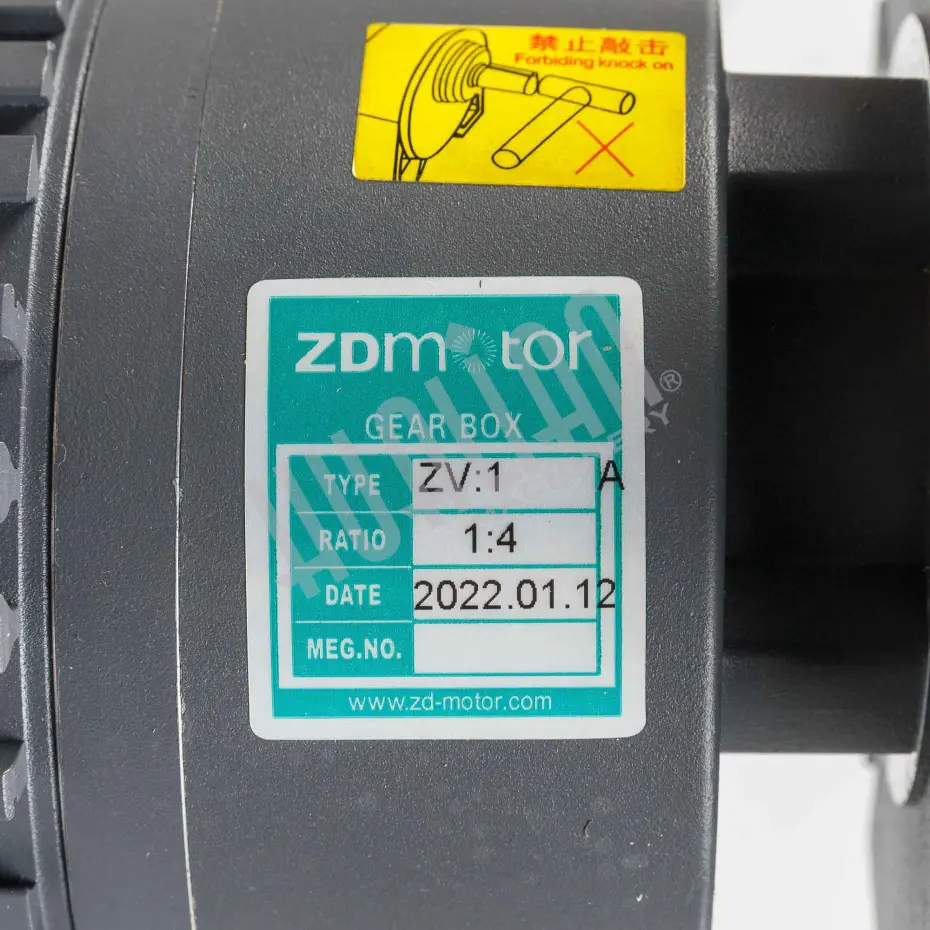 禁止敲击
Forbiding knock on
ZDmotor
GEAR BOX
TYPE ZV:1 A
RATIO 1:4
DATE 2022.01.12
MEG.NO.
www.zd-motor.com
HUALIAN
®